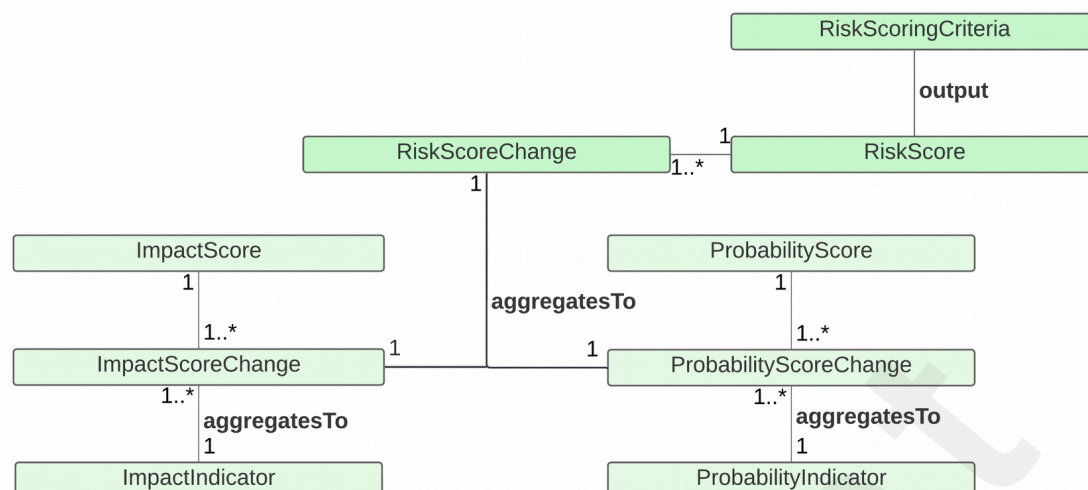 RiskScoringCriteria
output
RiskScoreChange
1
1..*
RiskScore
1
ImpactScore
ProbabilityScore
1
1
aggregatesTo
1..*
1..*
1
1
ImpactScoreChange
ProbabilityScoreChange
1..*
1..*
aggregatesTo
aggregatesTo
1
1
ImpactIndicator
ProbabilityIndicator
t